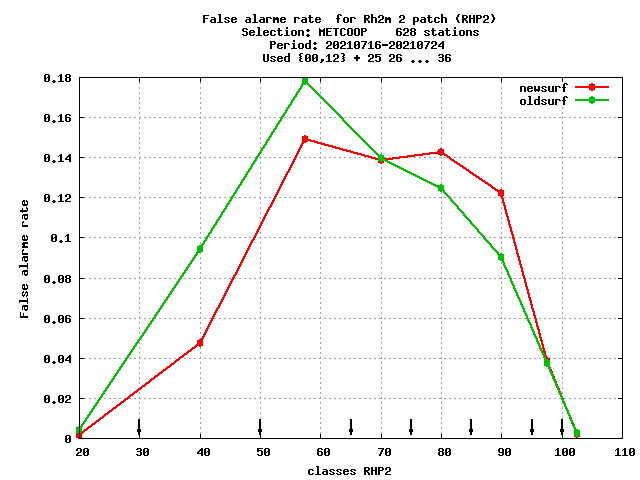 False alarme rate  for Rh2m 2 patch (RHP2)
Selection: METCOOP    628 stations
Period: 20210716-20210724
Used {00,12} + 25 26 ... 36
newsurf
oldsurf
False alarme rate
0.18
0.16
0.14
0.12
0.1
0.08
0.06
0.04
0.02
0
20 30 40 50 60 70 80 90 100 110
classes RHP2